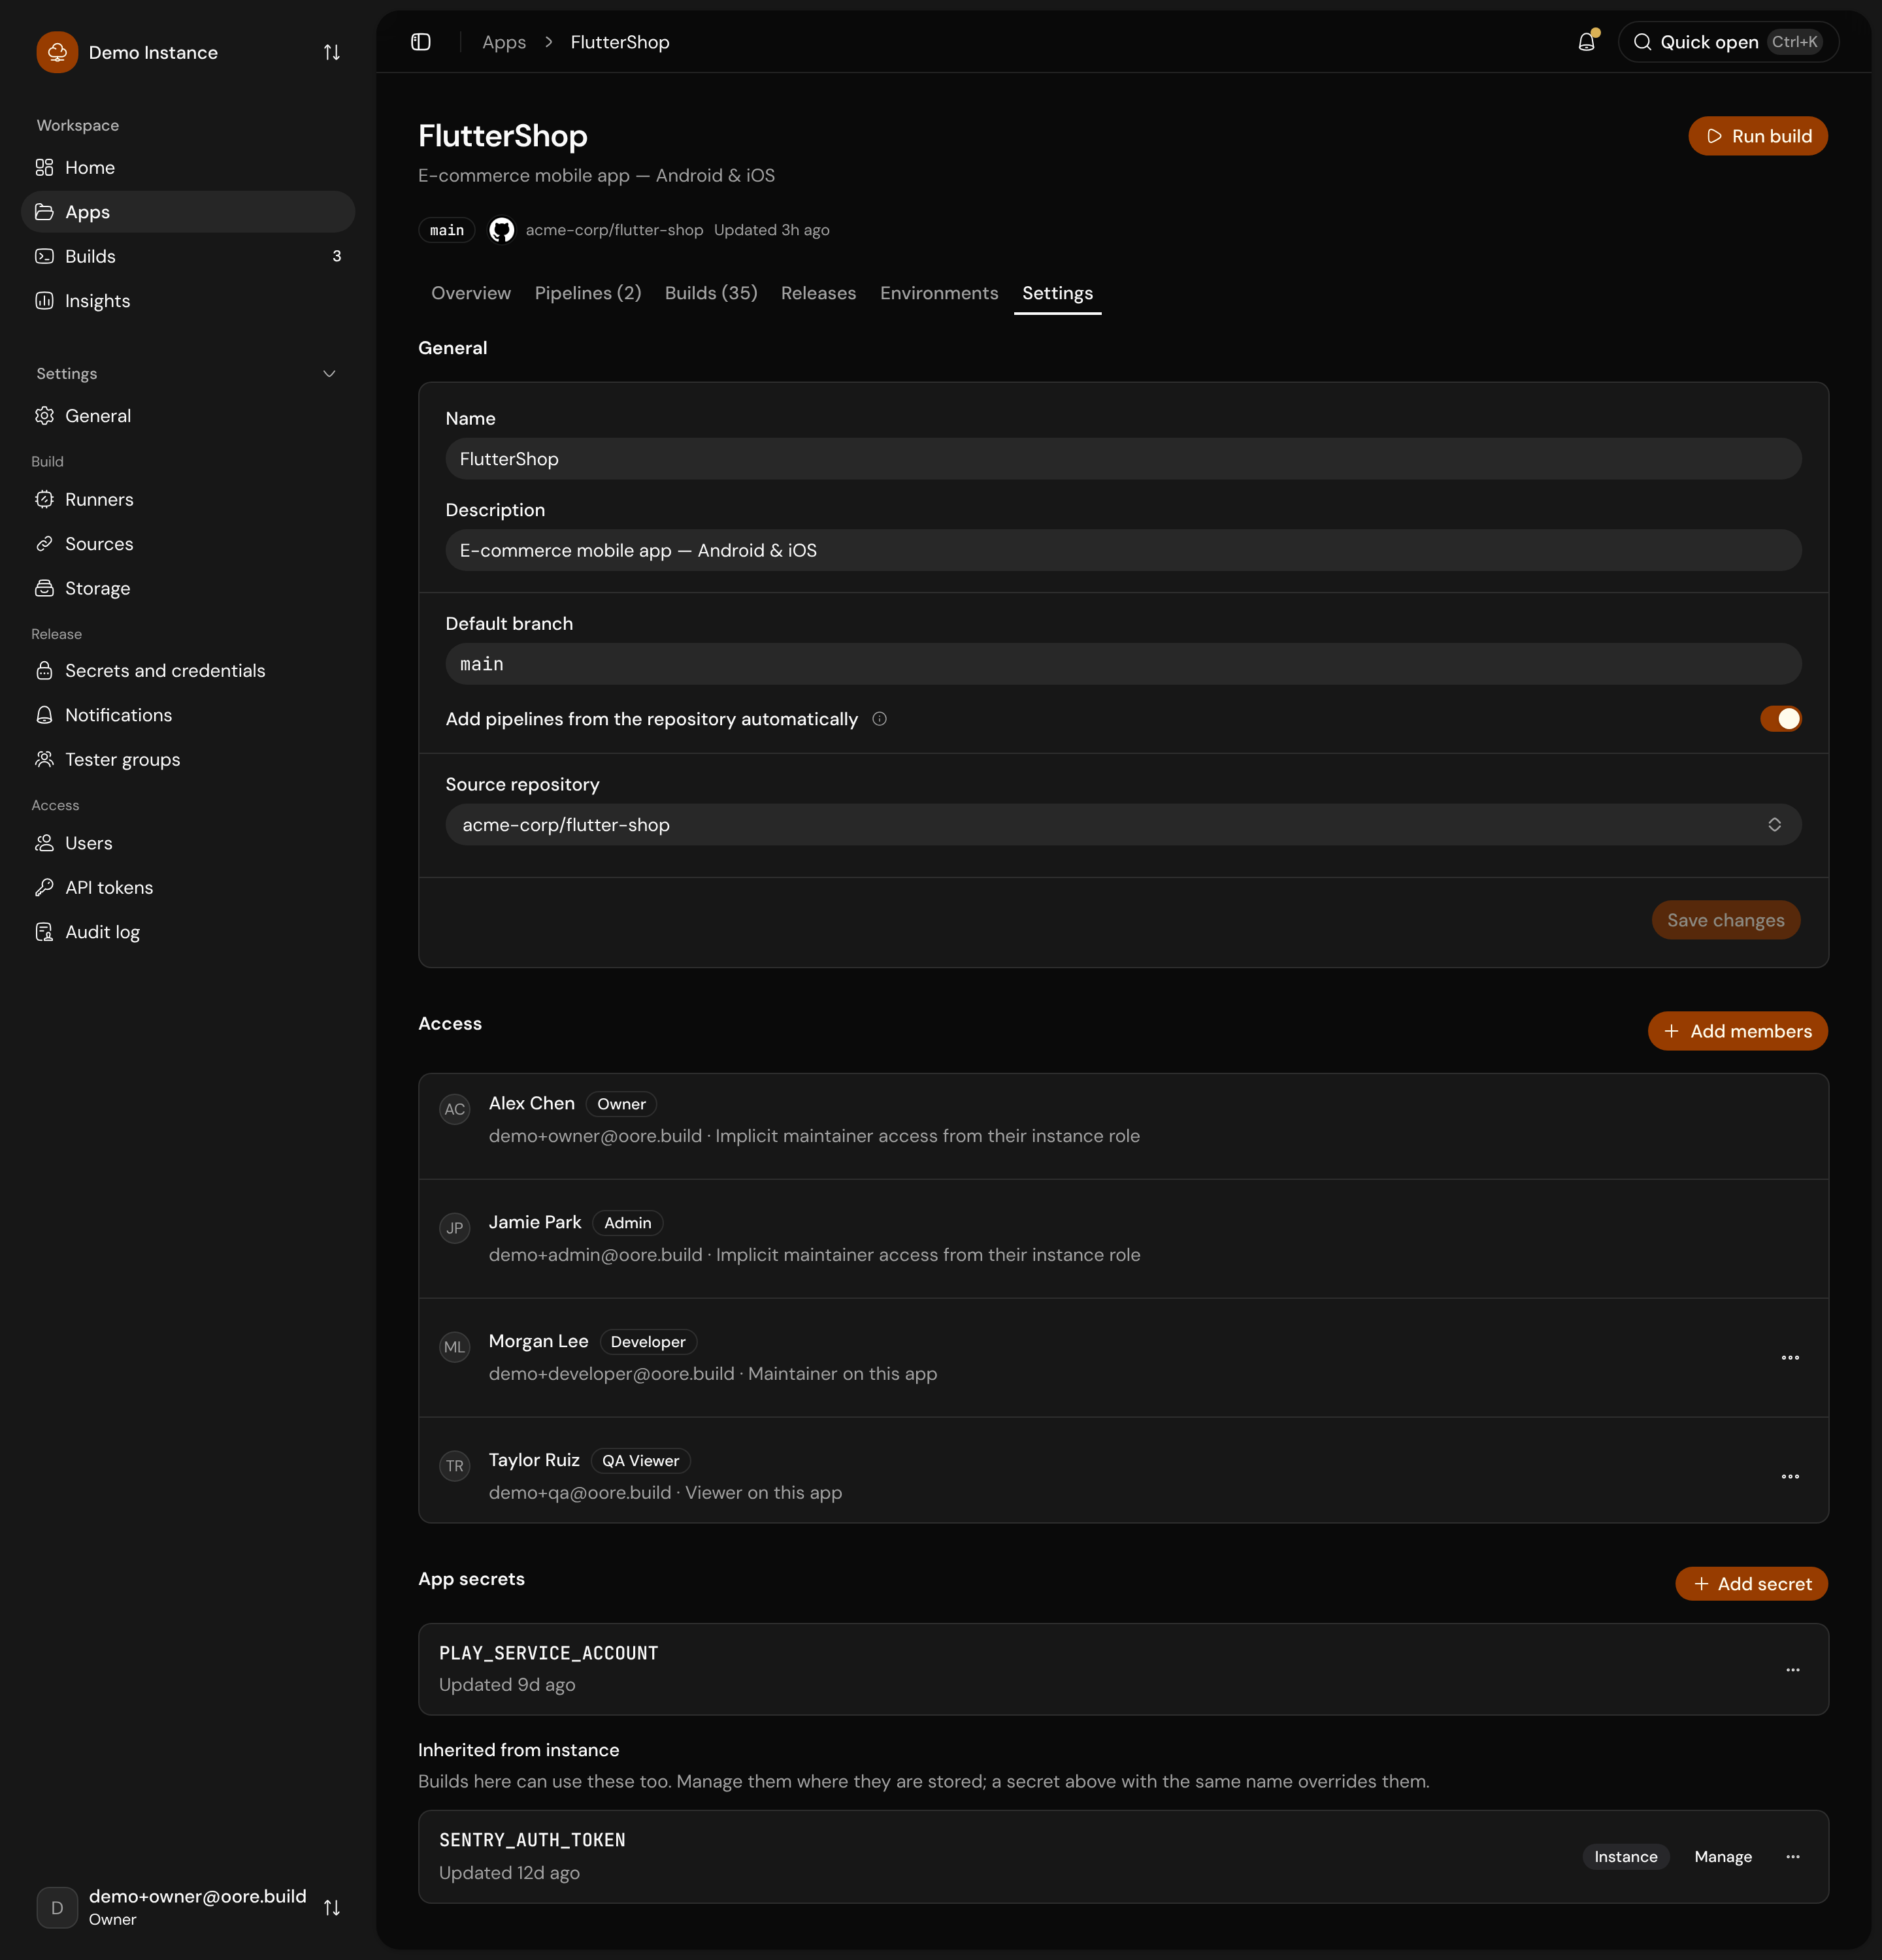 Demo Instance
Workspace
Home
Apps
Builds 3
Insights
Settings
General
Build
Runners
Sources
Storage
Release
Secrets and credentials
Notifications
Tester groups
Access
Users
API tokens
Audit log
D
demo+owner@oore.build
Owner
Apps > FlutterShop
Quick open Ctrl+K
FlutterShop
Run build
E-commerce mobile app — Android & iOS
main acme-corp/flutter-shop Updated 3h ago
Overview Pipelines (2) Builds (35) Releases Environments Settings
General
Name
FlutterShop
Description
E-commerce mobile app — Android & iOS
Default branch
main
Add pipelines from the repository automatically
Source repository
acme-corp/flutter-shop
Save changes
Access
Add members
AC
Alex Chen Owner
demo+owner@oore.build · Implicit maintainer access from their instance role
JP
Jamie Park Admin
demo+admin@oore.build · Implicit maintainer access from their instance role
ML
Morgan Lee Developer
demo+developer@oore.build · Maintainer on this app
TR
Taylor Ruiz QA Viewer
demo+qa@oore.build · Viewer on this app
App secrets
Add secret
PLAY_SERVICE_ACCOUNT
Updated 9d ago
Inherited from instance
Builds here can use these too. Manage them where they are stored; a secret above with the same name overrides them.
SENTRY_AUTH_TOKEN
Updated 12d ago
Instance Manage